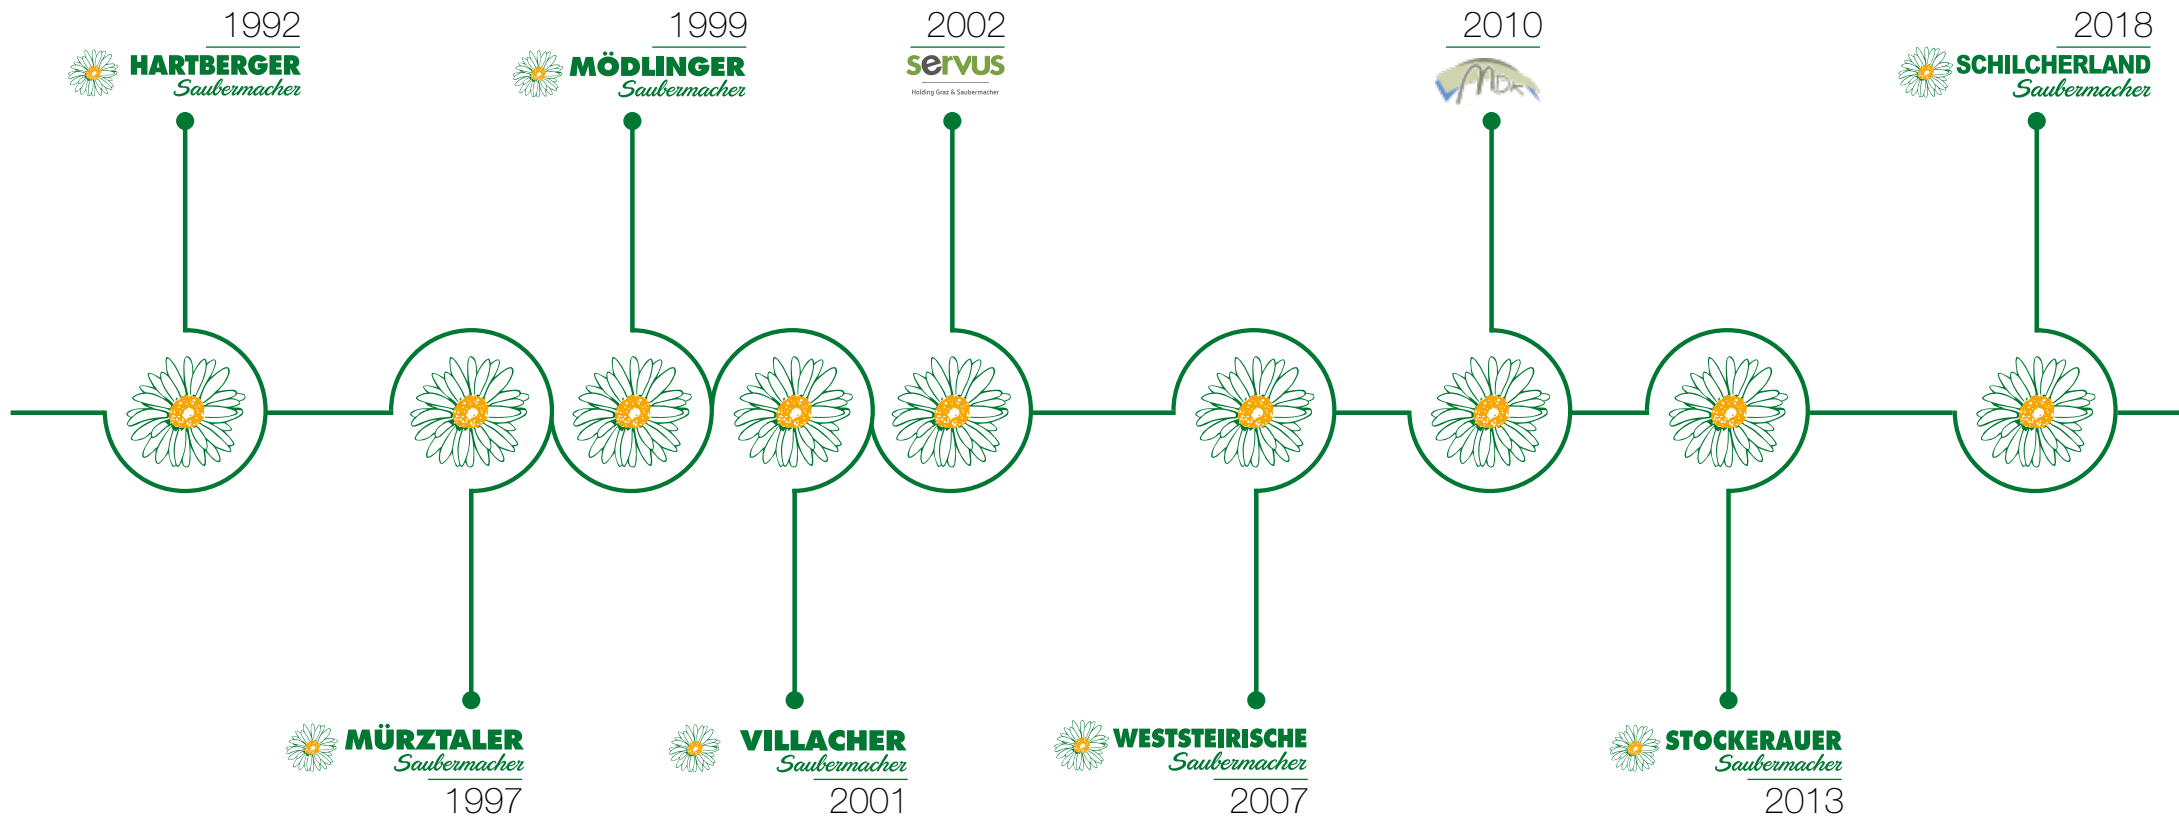 1992
HARTBERGER
Saubermacher
1999
MÖDLINGER
Saubermacher
2002
servus
Holding Graz & Saubermacher
2010
MDK
2018
SCHILCHERLAND
Saubermacher
MÜRZTALER
Saubermacher
1997
VILLACHER
Saubermacher
2001
WESTSTEIRISCHE
Saubermacher
2007
STOCKERAUER
Saubermacher
2013